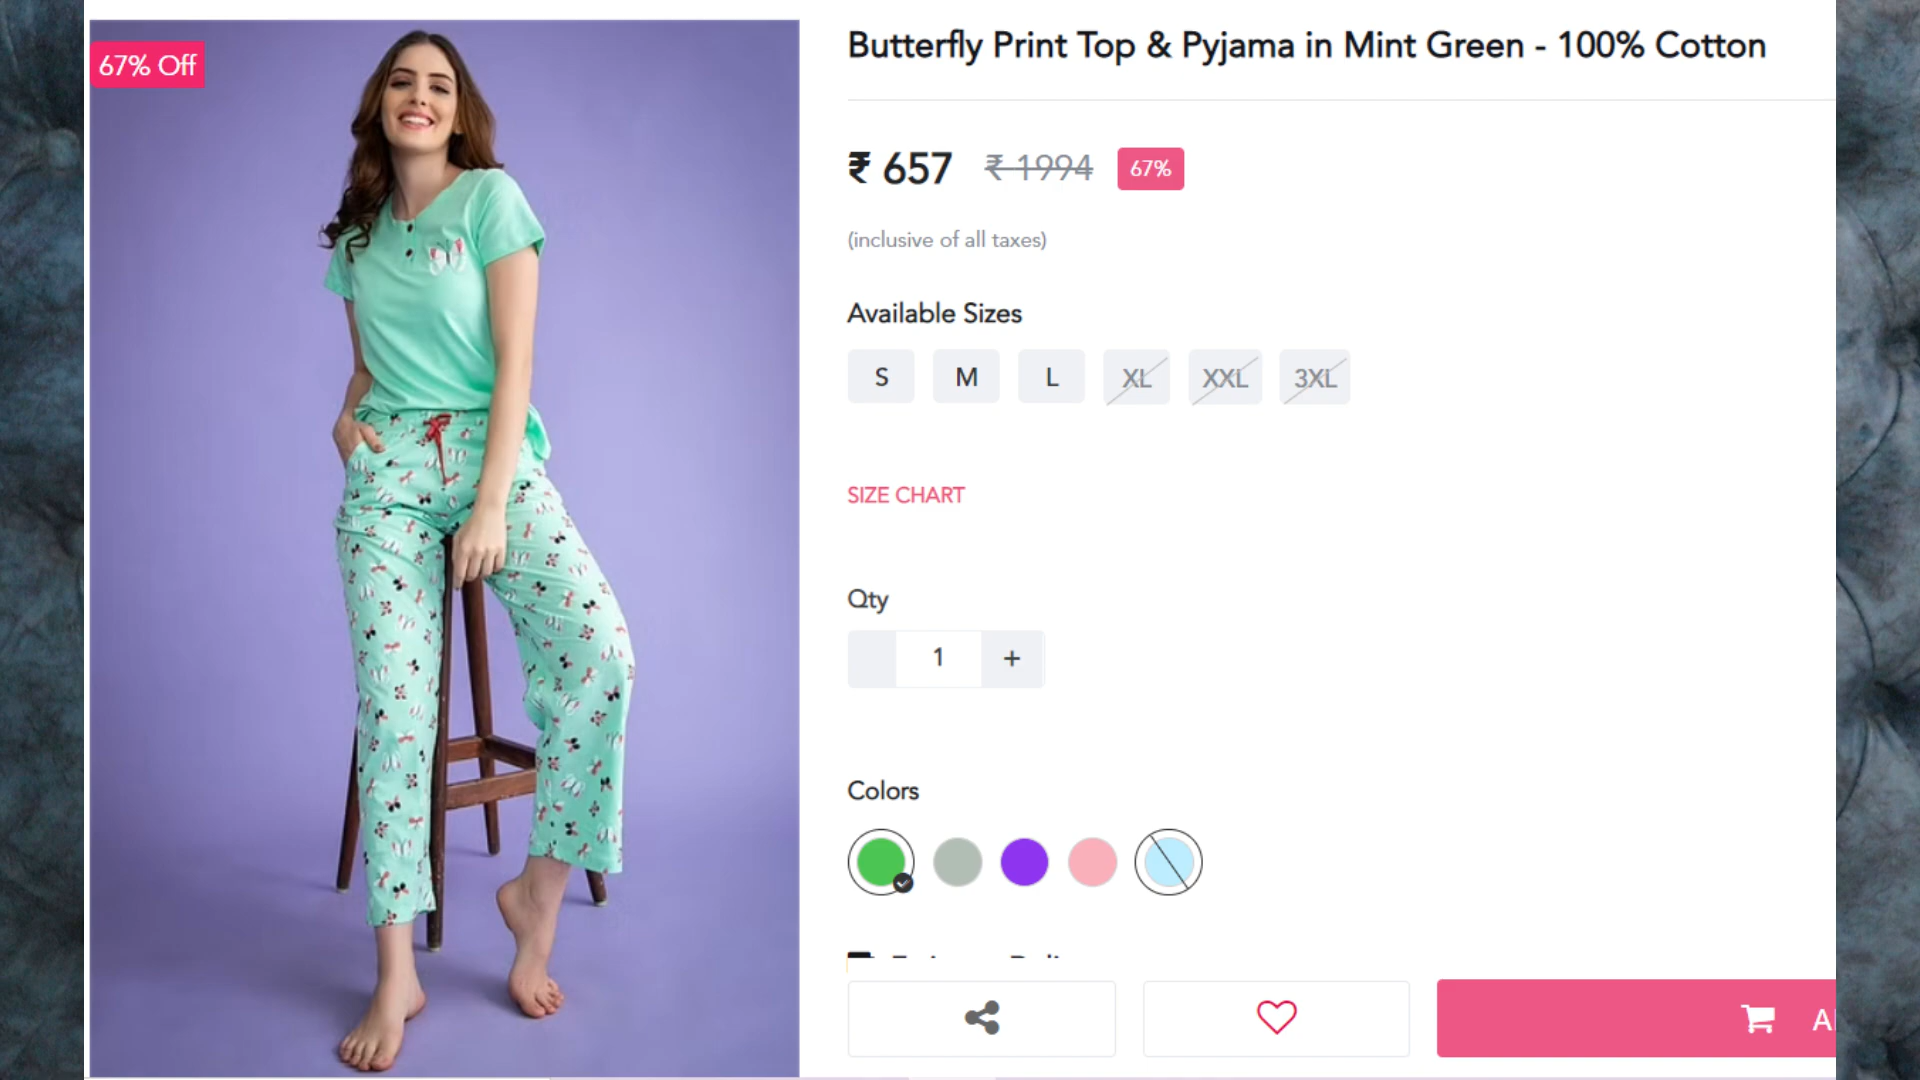 67% Off
Butterfly Print Top & Pyjama in Mint Green - 100% Cotton
₹ 657 ₹ 1994 67%
(inclusive of all taxes)
Available Sizes
S M L XL XXL 3XL
SIZE CHART
Qty
1 +
Colors